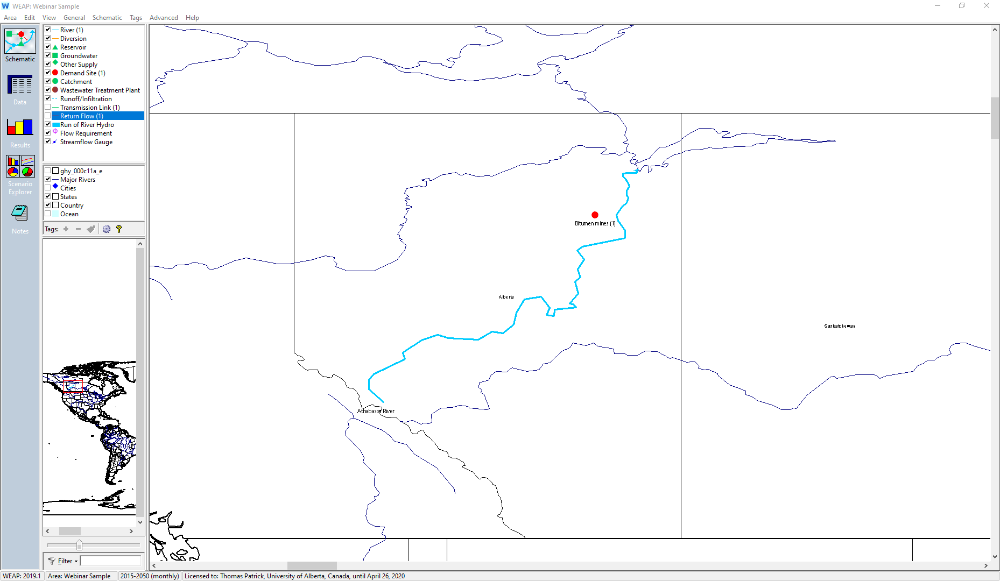 WEAP: Webinar Sample
Area Edit View General Schematic Tags Advanced Help
Schematic
Data
Results
Scenario
Explorer
Notes
River (1)
Diversion
Reservoir
Groundwater
Other Supply
Demand Site (1)
Catchment
Wastewater Treatment Plant
Runoff/Infiltration
Transmission Link (1)
Return Flow (1)
Run of River Hydro
Flow Requirement
Streamflow Gauge
ghy_000c11a_e
Major Rivers
Cities
States
Country
Ocean
Tags:
Filter
Bitumen mines (1)
Alberta
Saskatchewan
Athabasca River
WEAP: 2019.1 Area: Webinar Sample 2015-2050 (monthly) Licensed to: Thomas Patrick, University of Alberta, Canada, until April 26, 2020